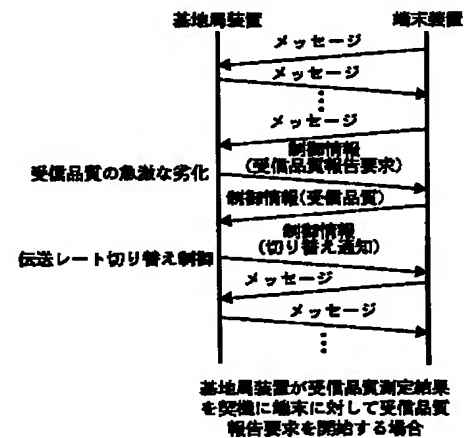 基地局装置
端末装置
メッセージ
メッセージ
メッセージ
制御情報
(受信品質報告要求)
受信品質の急激な劣化
制御情報(受信品質)
制御情報
(切り替え通知)
伝送レート切り替え制御
メッセージ
メッセージ
基地局装置が受信品質測定結果
を契機に端末に対して受信品質
報告要求を開始する場合